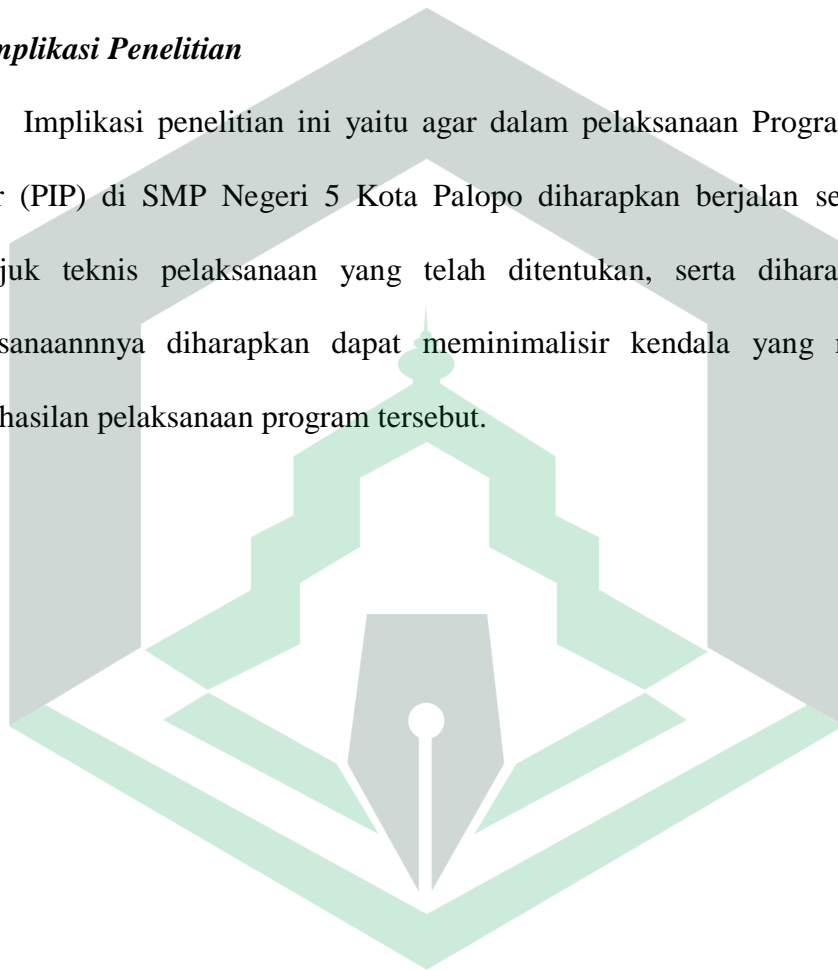 mplikasi Penelitian
Implikasi penelitian ini yaitu agar dalam pelaksanaan Progra
r (PIP) di SMP Negeri 5 Kota Palopo diharapkan berjalan se
juk teknis pelaksanaan yang telah ditentukan, serta dihara
sanaannnya diharapkan dapat meminimalisir kendala yang
hasilan pelaksanaan program tersebut.